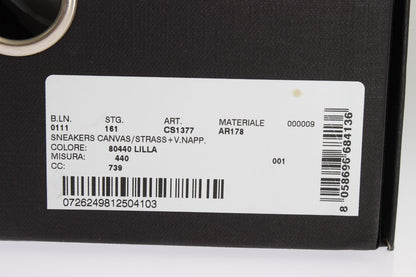 B.LN. STG. ART. MATERIALE 000009
0111 161 CS1377 AR178
SNEAKERS CANVAS/STRASS+V.NAPP.
COLORE: 80440 LILLA
MISURA: 440 001
CC: 739
0726249812504103
8 058696 684136